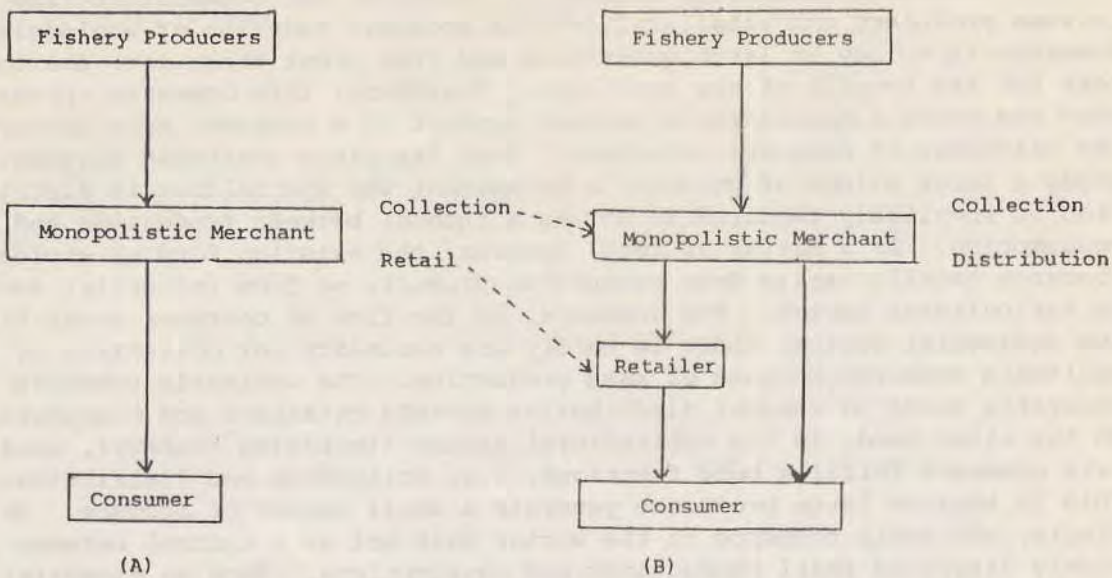 Fishery Producers
Monopolistic Merchant
Consumer
(A)
Fishery Producers
Collection
Retail
Monopolistic Merchant
Collection
Distribution
Retailer
Consumer
(B)